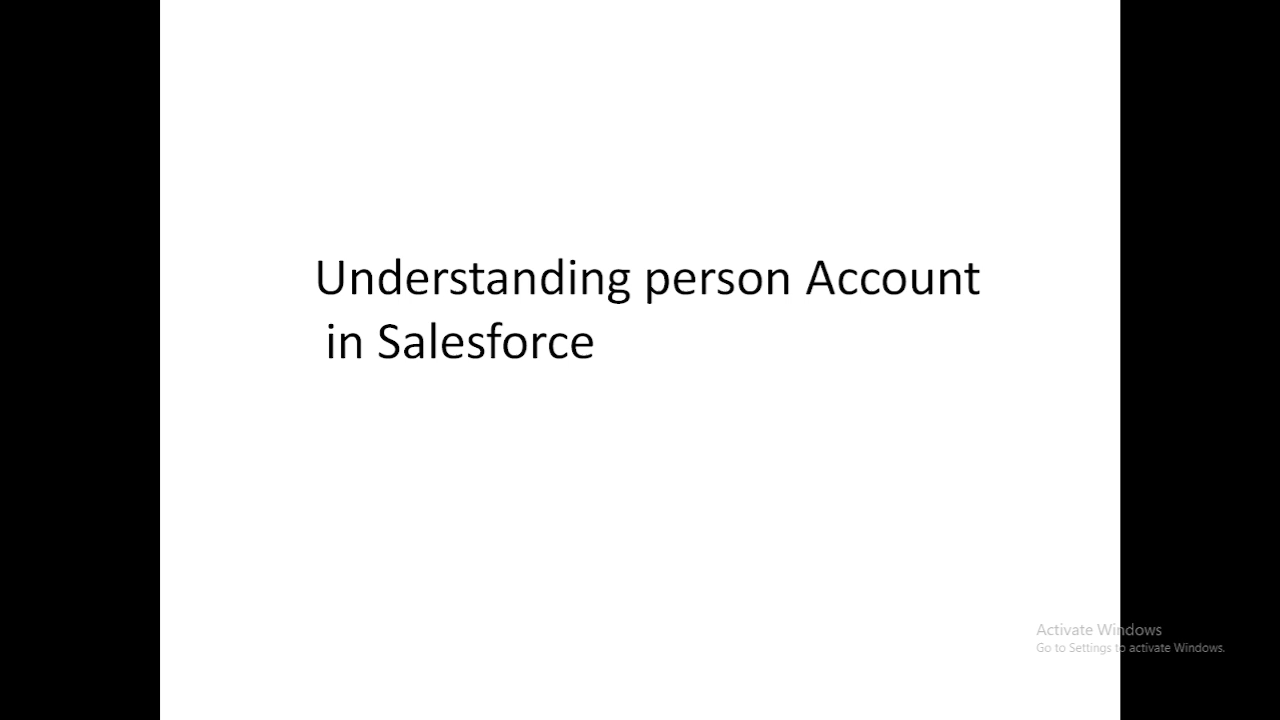 Understanding person Account
in Salesforce
Activate Windows
Go to Settings to activate Windows.